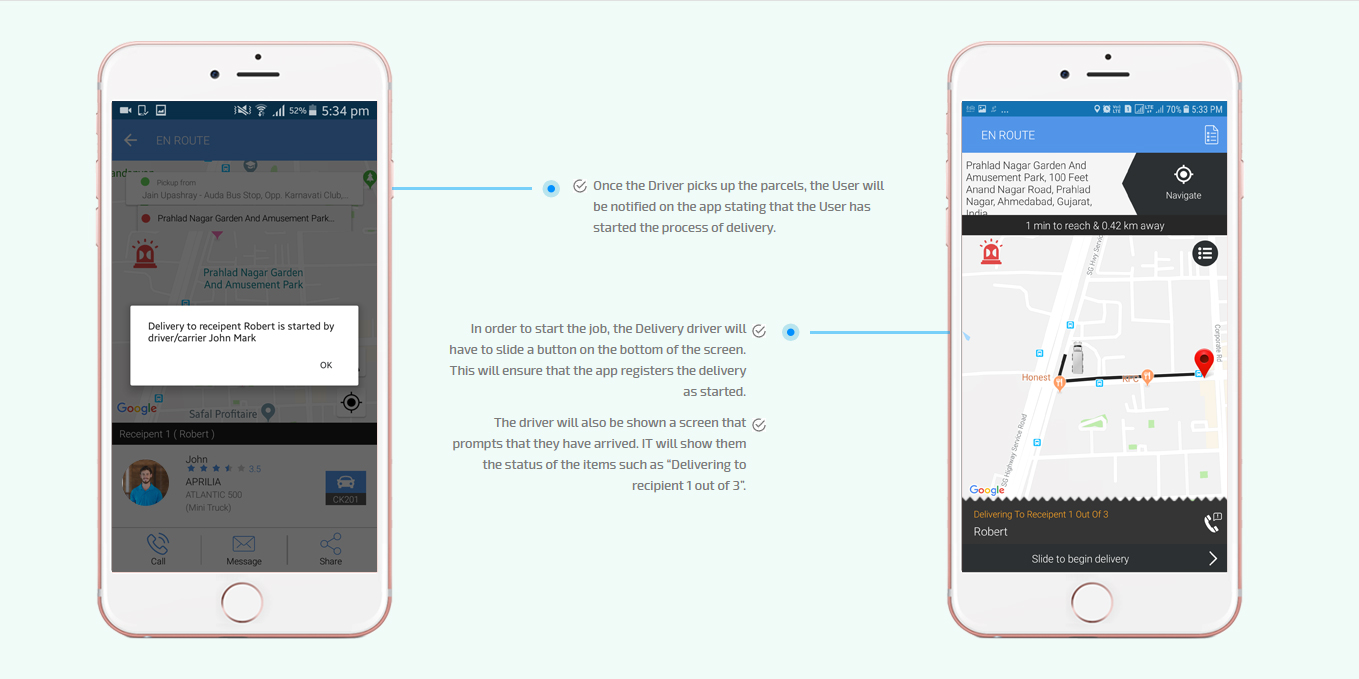 52% 5:34 pm
EN ROUTE
Pickup from
Jain Upashray - Auda Bus Stop, Opp. Karnavati Club,...
Prahlad Nagar Garden And Amusement Park...
Prahlad Nagar Garden
And Amusement Park
Delivery to receipent Robert is started by
driver/carrier John Mark
OK
Google
Safal Profitaire
Receipent 1 ( Robert )
John
3.5
APRILIA
ATLANTIC 500
(Mini Truck)
CK201
Call
Message
Share
Once the Driver picks up the parcels, the User will
be notified on the app stating that the User has
started the process of delivery.
In order to start the job, the Delivery driver will
have to slide a button on the bottom of the screen.
This will ensure that the app registers the delivery
as started.
The driver will also be shown a screen that
prompts that they have arrived. IT will show them
the status of the items such as “Delivering to
recipient 1 out of 3”.
70% 5:33 PM
EN ROUTE
Prahlad Nagar Garden And
Amusement Park, 100 Feet
Anand Nagar Road, Prahlad
Nagar, Ahmedabad, Gujarat,
India
Navigate
1 min to reach & 0.42 km away
SG Hwy Service
Corporate Rd
Honest
KFC
SG Highway Service Road
Google
Delivering To Receipent 1 Out Of 3
Robert
Slide to begin delivery